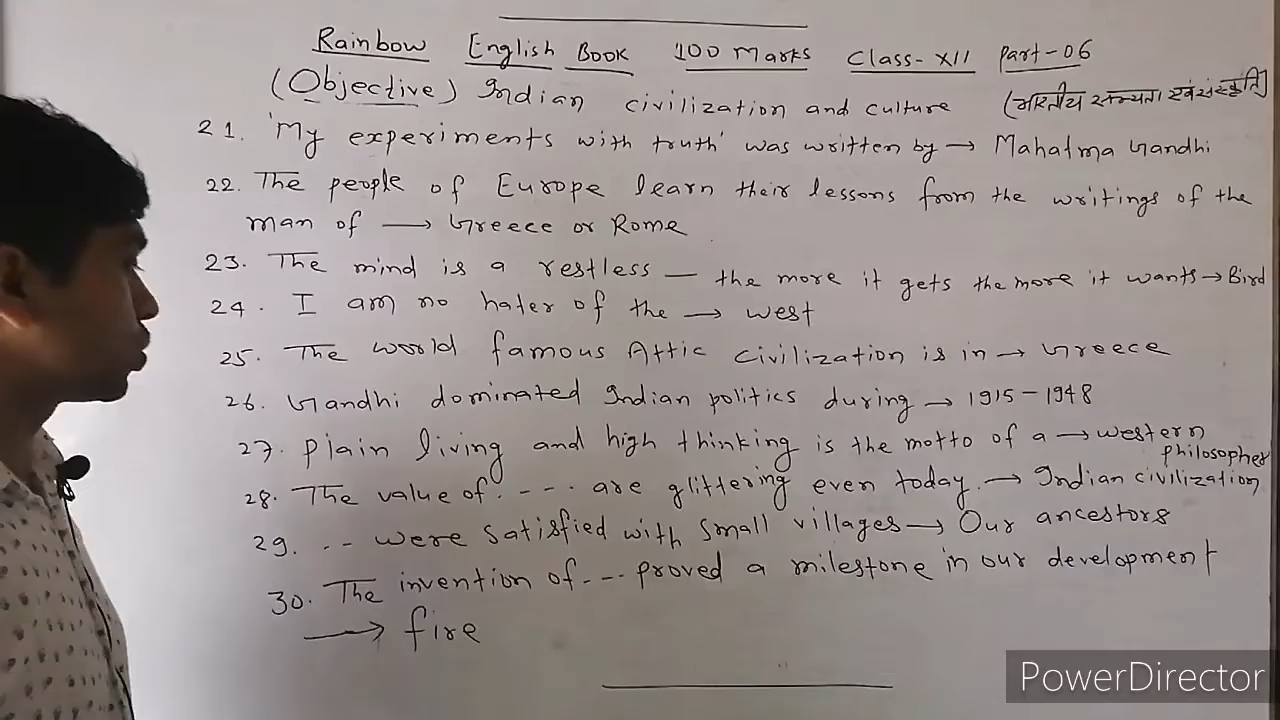 Rainbow English Book 100 Marks Class-XII Part-06
(Objective) Indian civilization and culture (भारतीय सभ्यता एवं संस्कृति)
21. 'My experiments with truth' was written by → Mahatma Gandhi
22. The people of Europe learn their lessons from the writings of the
man of → Greece or Rome
23. The mind is a restless — the more it gets the more it wants → Bird
24. I am no hater of the → west
25. The world famous Attic civilization is in → Greece
26. Gandhi dominated Indian politics during → 1915-1948
27. Plain living and high thinking is the motto of a → western
philosopher
28. The value of .--- are glittering even today. → Indian civilization
29. .-- were satisfied with small villages → Our ancestors
30. The invention of .--- proved a milestone in our development
→ fire
PowerDirector